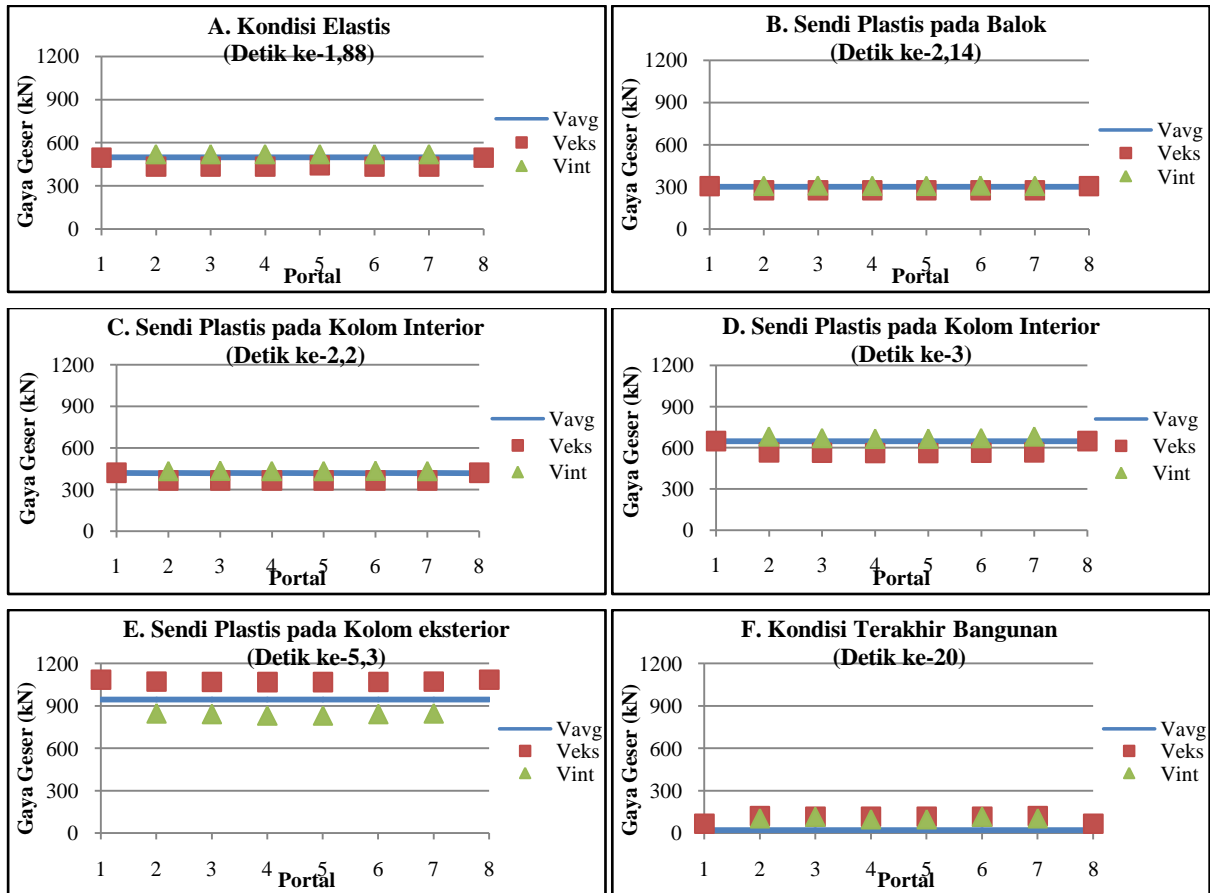 A. Kondisi Elastis
(Detik ke-1,88)
Gaya Geser (kN)
1200
900
600
300
0
1 2 3 4 5 6 7 8
Portal
Vavg
Veks
Vint
B. Sendi Plastis pada Balok
(Detik ke-2,14)
Gaya Geser (kN)
1200
900
600
300
0
1 2 3 4 5 6 7 8
Portal
Vavg
Veks
Vint
C. Sendi Plastis pada Kolom Interior
(Detik ke-2,2)
Gaya Geser (kN)
1200
900
600
300
0
1 2 3 4 5 6 7 8
Portal
Vavg
Veks
Vint
D. Sendi Plastis pada Kolom Interior
(Detik ke-3)
Gaya Geser (kN)
1200
900
600
300
0
1 2 3 4 5 6 7 8
Portal
Vavg
Veks
Vint
E. Sendi Plastis pada Kolom eksterior
(Detik ke-5,3)
Gaya Geser (kN)
1200
900
600
300
0
1 2 3 4 5 6 7 8
Portal
Vavg
Veks
Vint
F. Kondisi Terakhir Bangunan
(Detik ke-20)
Gaya Geser (kN)
1200
900
600
300
0
1 2 3 4 5 6 7 8
Portal
Vavg
Veks
Vint